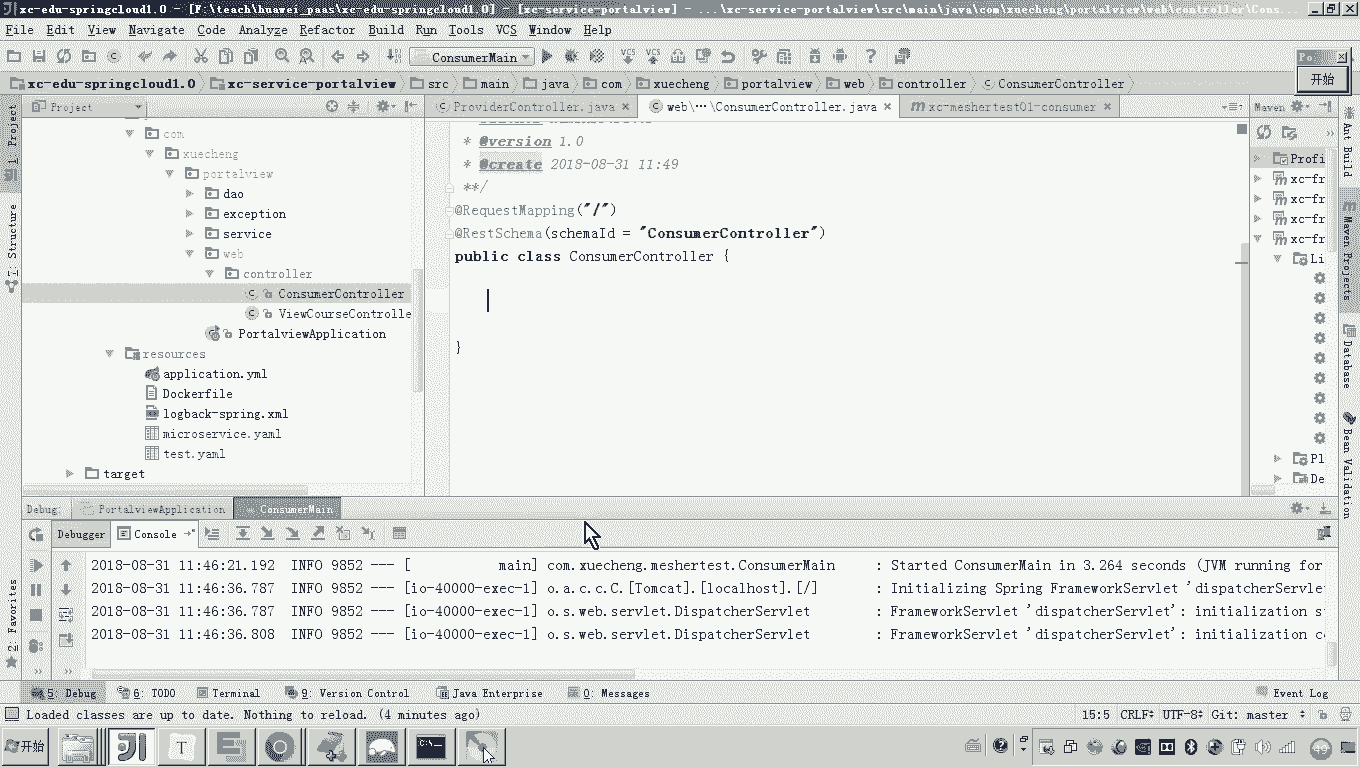 xc-edu-springcloud1.0 - [F:\teach\huawei_paas\xc-edu-springcloud1.0] - [xc-service-portalview] - ...\xc-service-portalview\src\main\java\com\xuecheng\portalview\web\controller\Cons...
File Edit View Navigate Code Analyze Refactor Build Run Tools VCS Window Help
ConsumerMain
开始
xc-edu-springcloud1.0 xc-service-portalview src main java com xuecheng portalview web controller ConsumerController
Project
ProviderController.java web\···\ConsumerController.java xc-meshertest01-consumer
Maven
1: Project
7: Structure
2: Favorites
com
xuecheng
portalview
dao
exception
service
web
controller
ConsumerController
ViewCourseControlle
PortalviewApplication
resources
application.yml
Dockerfile
logback-spring.xml
microservice.yaml
test.yaml
target
* @version 1.0
* @create 2018-08-31 11:49
**/
@RequestMapping("/")
@RestSchema(schemaId = "ConsumerController")
public class ConsumerController {
}
Profi
xc-fr
xc-fr
xc-fr
xc-fr
Li
Pl
De
Ant Build
Maven Projects
Database
Bean Validation
Debug: PortalviewApplication ConsumerMain
Debugger Console
2018-08-31 11:46:21.192 INFO 9852 --- [ main] com.xuecheng.meshertest.ConsumerMain : Started ConsumerMain in 3.264 seconds (JVM running for
2018-08-31 11:46:36.787 INFO 9852 --- [io-40000-exec-1] o.a.c.c.C.[Tomcat].[localhost].[/] : Initializing Spring FrameworkServlet 'dispatcherServlet
2018-08-31 11:46:36.787 INFO 9852 --- [io-40000-exec-1] o.s.web.servlet.DispatcherServlet : FrameworkServlet 'dispatcherServlet': initialization s
2018-08-31 11:46:36.808 INFO 9852 --- [io-40000-exec-1] o.s.web.servlet.DispatcherServlet : FrameworkServlet 'dispatcherServlet': initialization c
5: Debug 6: TODO Terminal 9: Version Control Java Enterprise 0: Messages Event Log
Loaded classes are up to date. Nothing to reload. (4 minutes ago) 15:5 CRLF UTF-8 Git: master
开始